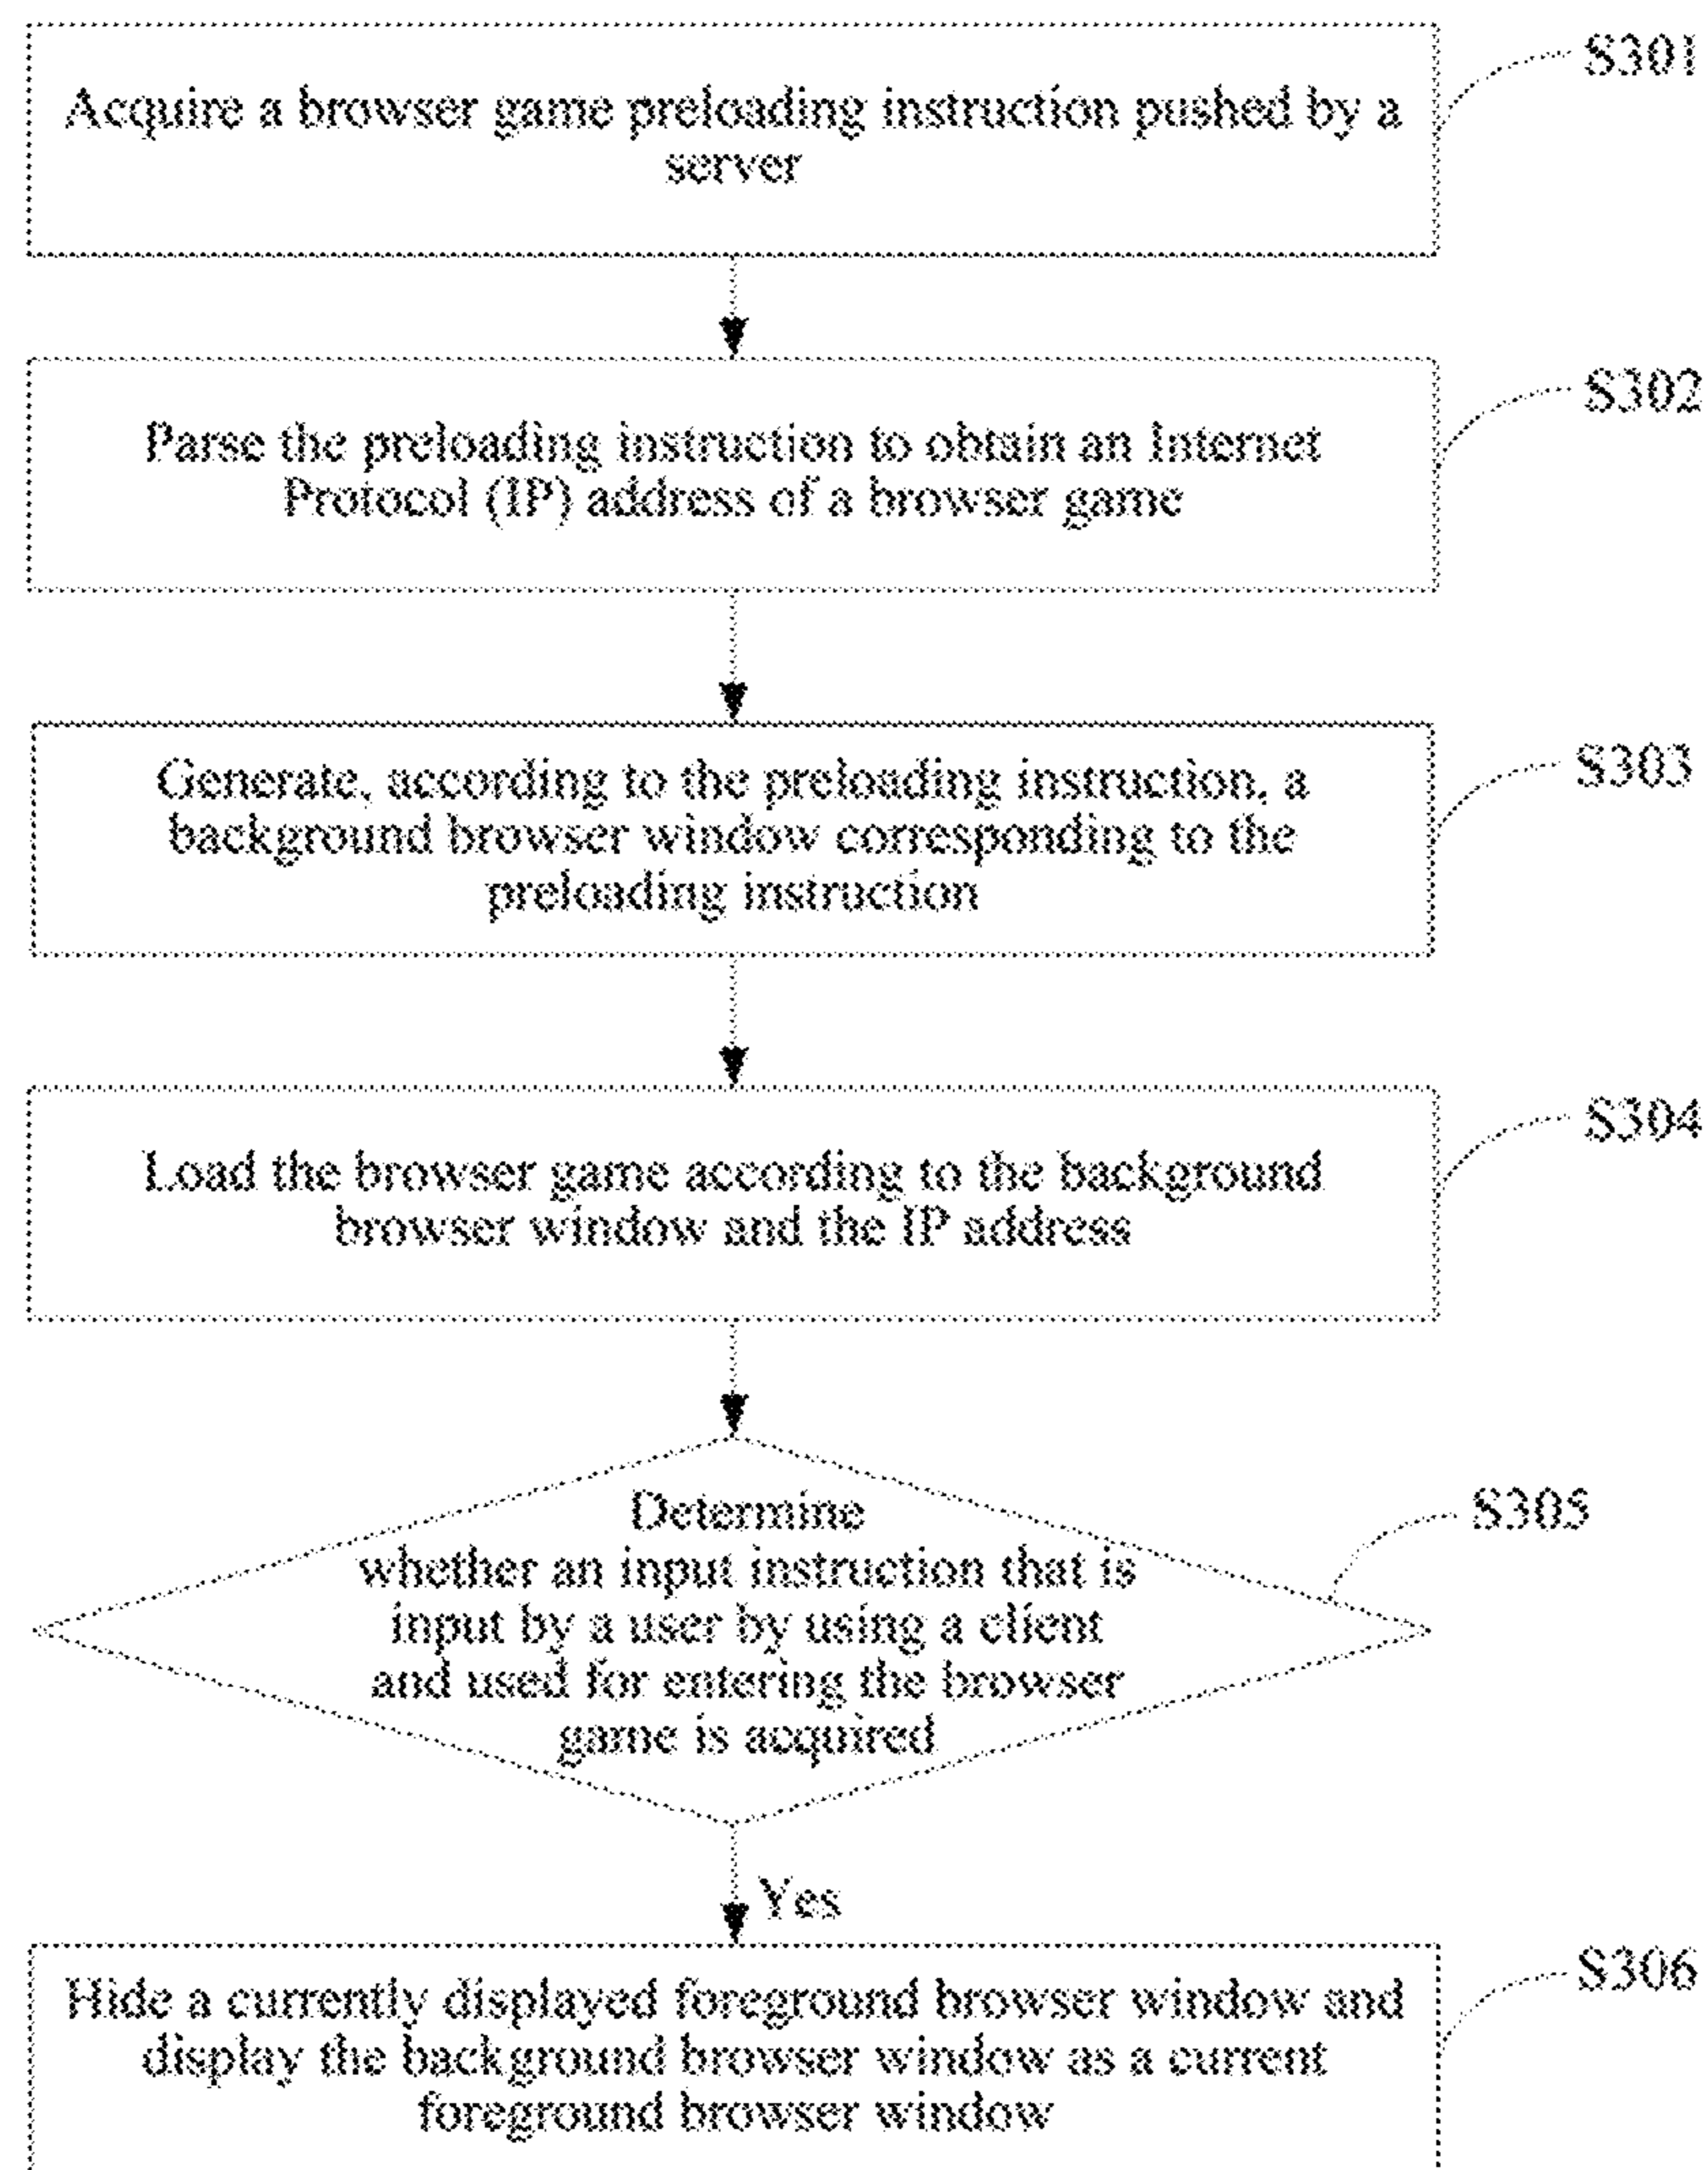 S301
Acquire a browser game preloading instruction pushed by a
server
S302
Parse the preloading instruction to obtain an Internet
Protocol (IP) address of a browser game
S303
Generate, according to the preloading instruction, a
background browser window corresponding to the
preloading instruction
S304
Load the browser game according to the background
browser window and the IP address
S305
Determine
whether an input instruction that is
input by a user by using a client
and used for entering the browser
game is acquired
Yes
S306
Hide a currently displayed foreground browser window and
display the background browser window as a current
foreground browser window